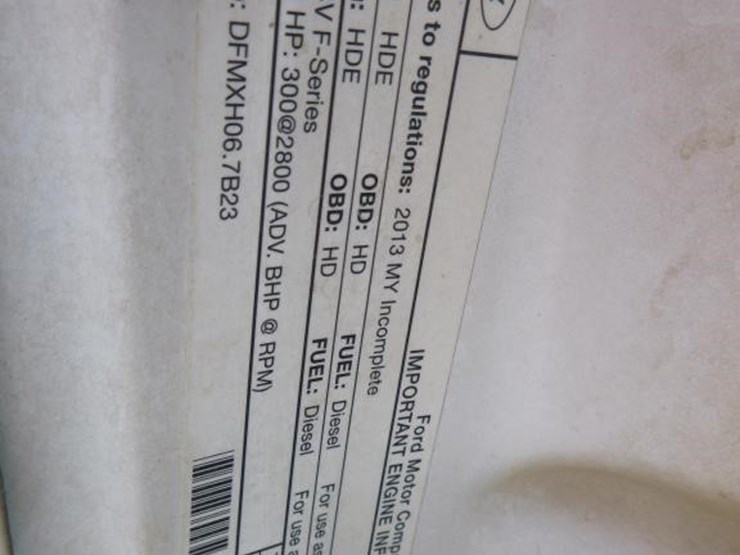 Ford Motor Comp
IMPORTANT ENGINE INF
s to regulations: 2013 MY Incomplete
HDE OBD: HD FUEL: Diesel For use as
: HDE OBD: HD FUEL: Diesel For use a
V F-Series
HP: 300@2800 (ADV. BHP @ RPM)
: DFMXH06.7B23